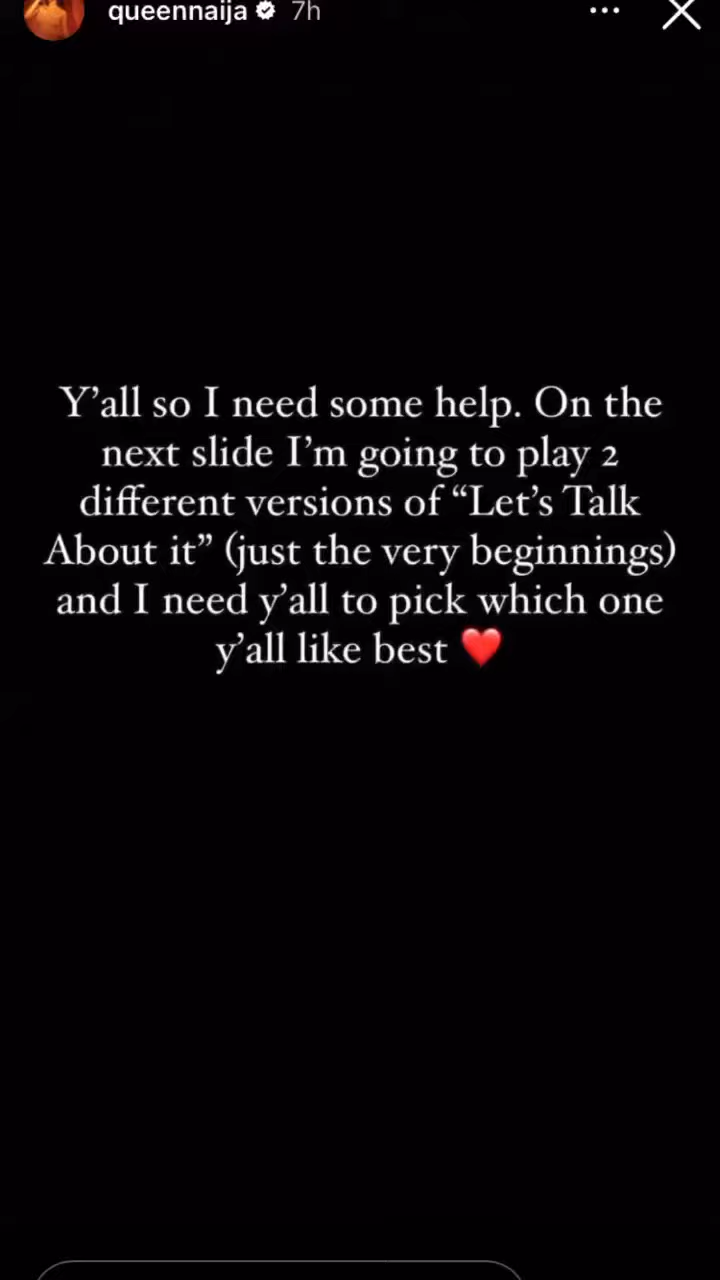 queennaija 7h
Y’all so I need some help. On the
next slide I’m going to play 2
different versions of “Let’s Talk
About it” (just the very beginnings)
and I need y’all to pick which one
y’all like best ❤️